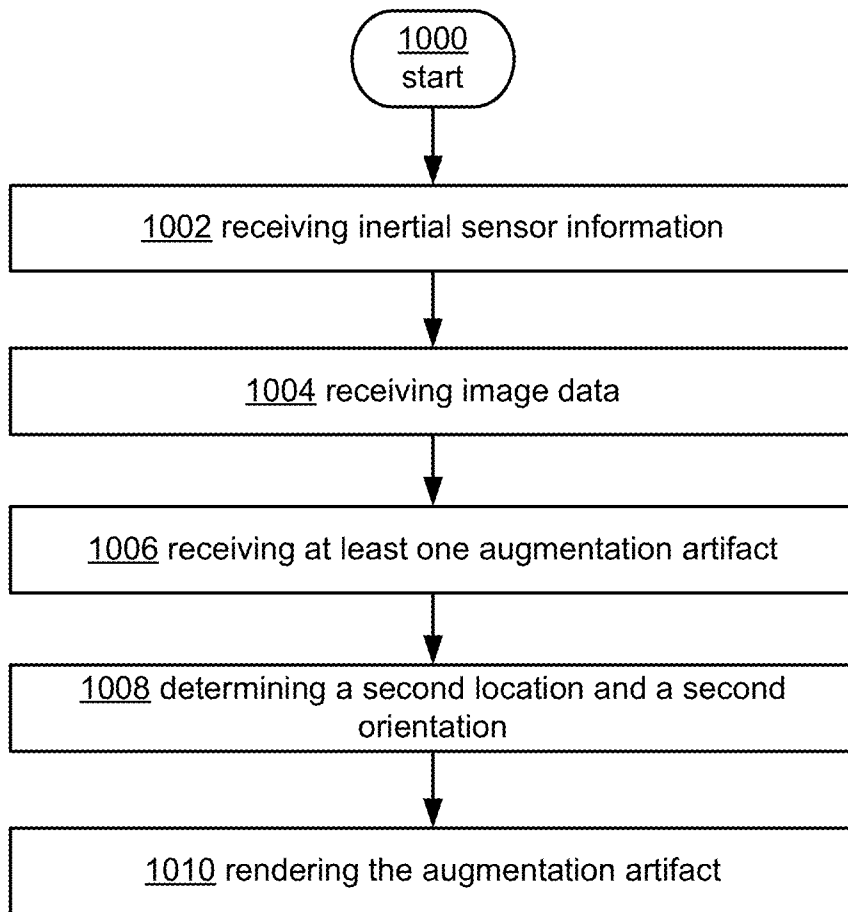 1000
start
1002 receiving inertial sensor information
1004 receiving image data
1006 receiving at least one augmentation artifact
1008 determining a second location and a second
orientation
1010 rendering the augmentation artifact